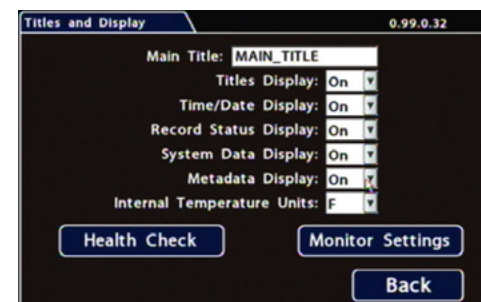 Titles and Display 0.99.0.32
Main Title: MAIN_TITLE
Titles Display: On
Time/Date Display: On
Record Status Display: On
System Data Display: On
Metadata Display: On
Internal Temperature Units: F
Health Check Monitor Settings
Back